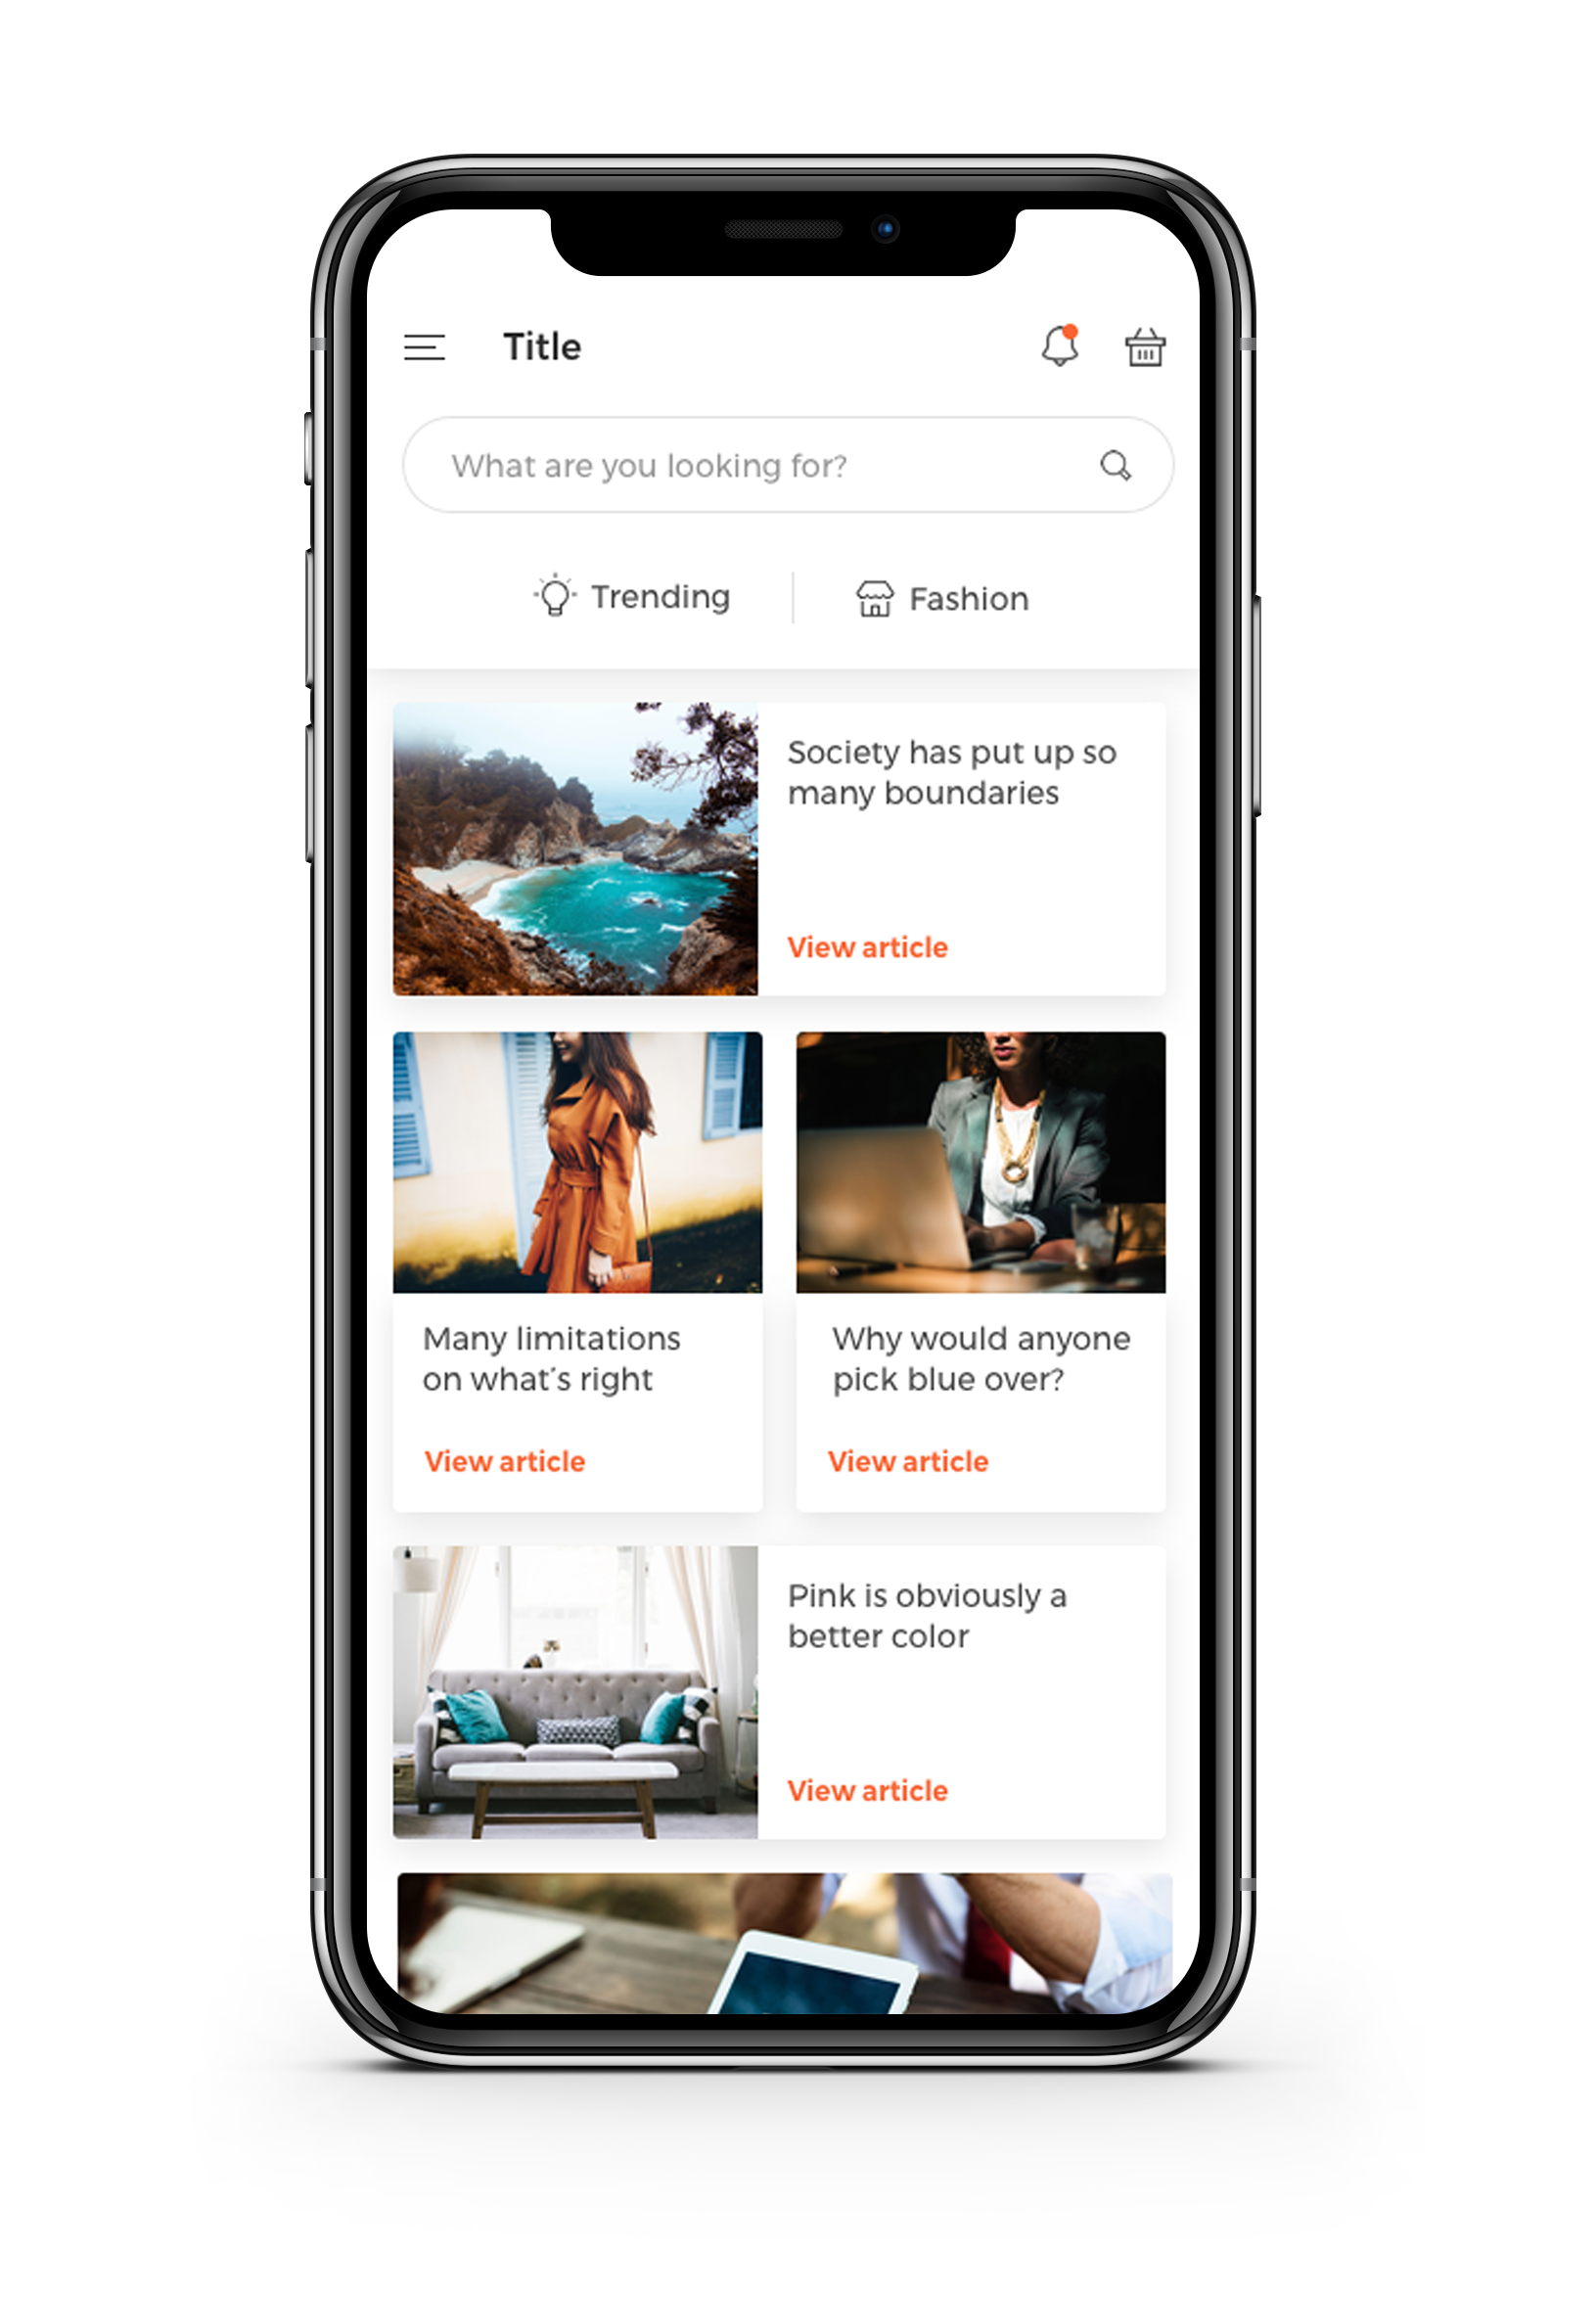 Title
What are you looking for?
Trending
Fashion
Society has put up so
many boundaries
View article
Many limitations
on what's right
View article
Why would anyone
pick blue over?
View article
Pink is obviously a
better color
View article